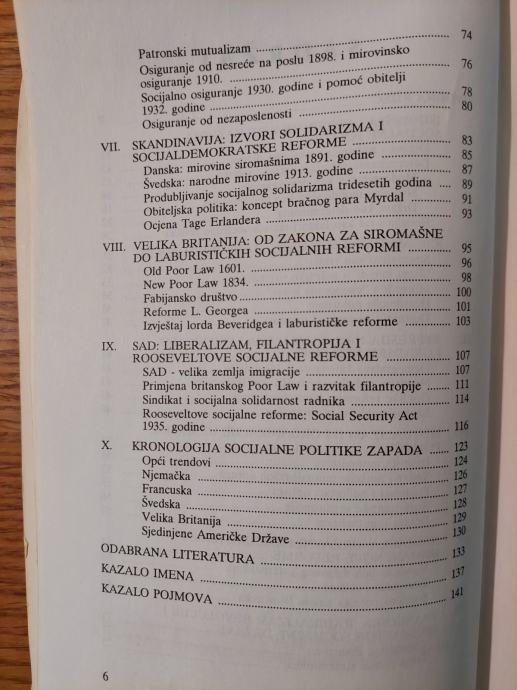 Patronski mutualizam ........ 74
Osiguranje od nesreće na poslu 1898. i mirovinsko
osiguranje 1910. ........ 76
Socijalno osiguranje 1930. godine i pomoć obitelji
1932. godine ........ 78
Osiguranje od nezaposlenosti ........ 80
VII. SKANDINAVIJA: IZVORI SOLIDARIZMA I
SOCIJALDEMOKRATSKE REFORME ........ 83
Danska: mirovine siromašnima 1891. godine ........ 85
Švedska: narodne mirovine 1913. godine ........ 87
Produbljivanje socijalnog solidarizma tridesetih godina .... 89
Obiteljska politika: koncept bračnog para Myrdal ........ 91
Ocjena Tage Erlandera ........ 93
VIII. VELIKA BRITANIJA: OD ZAKONA ZA SIROMAŠNE
DO LABURISTIČKIH SOCIJALNIH REFORMI ........ 95
Old Poor Law 1601. ........ 96
New Poor Law 1834. ........ 98
Fabijansko društvo ........ 100
Reforme L. Georgea ........ 101
Izvještaj lorda Beveridgea i laburističke reforme ........ 103
IX. SAD: LIBERALIZAM, FILANTROPIJA I
ROOSEVELTOVE SOCIJALNE REFORME ........ 107
SAD - velika zemlja imigracije ........ 107
Primjena britanskog Poor Law i razvitak filantropije ........ 111
Sindikat i socijalna solidarnost radnika ........ 114
Rooseveltove socijalne reforme: Social Security Act
1935. godine ........ 116
X. KRONOLOGIJA SOCIJALNE POLITIKE ZAPADA ...... 123
Opći trendovi ........ 124
Njemačka ........ 126
Francuska ........ 127
Švedska ........ 128
Velika Britanija ........ 129
Sjedinjene Američke Države ........ 130
ODABRANA LITERATURA ........ 133
KAZALO IMENA ........ 137
KAZALO POJMOVA ........ 141
6